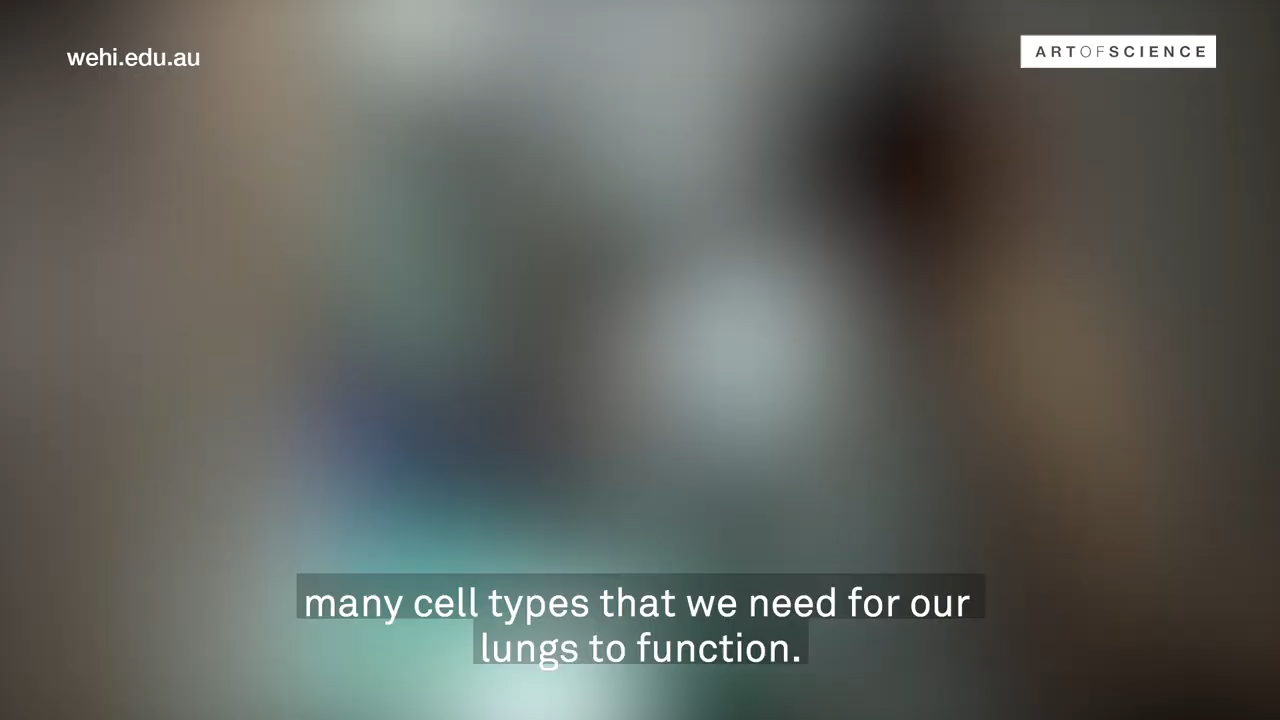 wehi.edu.au
ARTOFSCIENCE
many cell types that we need for our
lungs to function.